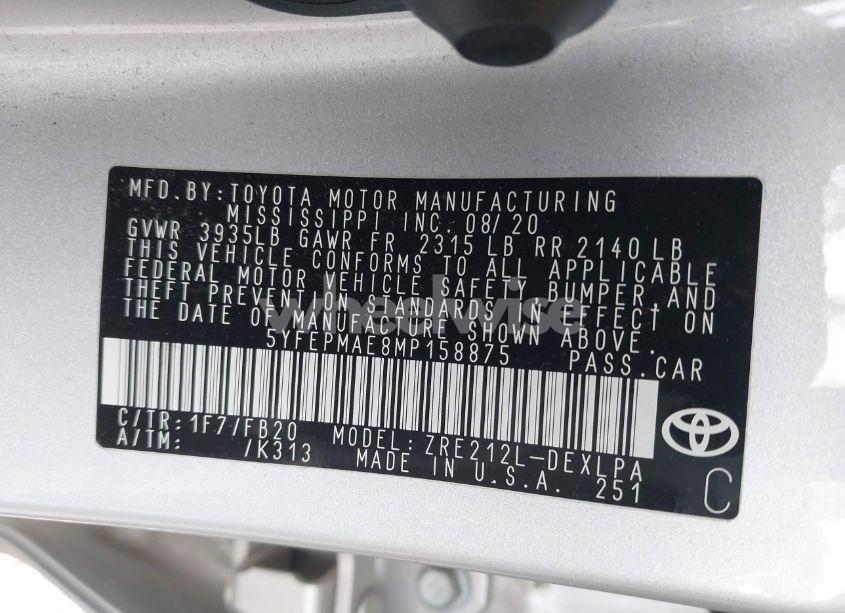 MFD.BY:TOYOTA MOTOR MANUFACTURING
MISSISSIPPI INC. 08/20
GVWR 3935LB GAWR FR 2315 LB RR 2140 LB
THIS VEHICLE CONFORMS TO ALL APPLICABLE
FEDERAL MOTOR VEHICLE SAFETY, BUMPER, AND
THEFT PREVENTION STANDARDS IN EFFECT ON
THE DATE OF MANUFACTURE SHOWN ABOVE.
wheelwise
5YFEPMAE8MP158875 PASS.CAR
C/TR: 1F7/FB20 MODEL: ZRE212L-DEXLPA
A/TM: /K313 MADE IN U.S.A. 251
C